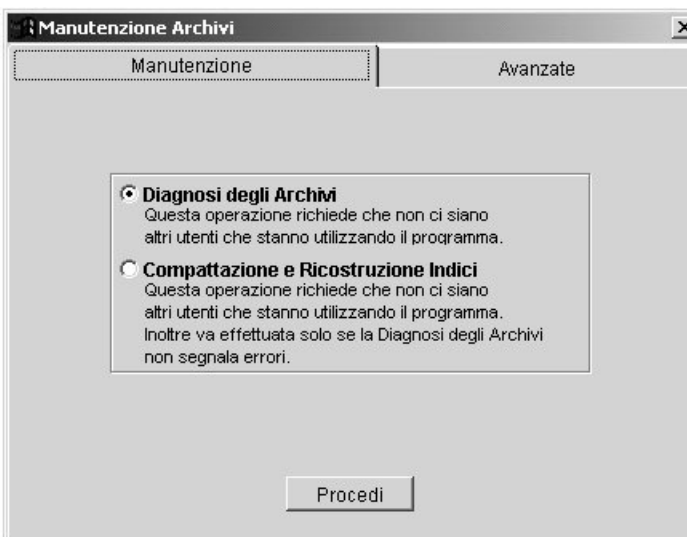 Manutenzione Archivi
Manutenzione
Avanzate
Diagnosi degli Archivi
Questa operazione richiede che non ci siano
altri utenti che stanno utilizzando il programma.
Compattazione e Ricostruzione Indici
Questa operazione richiede che non ci siano
altri utenti che stanno utilizzando il programma.
Inoltre va effettuata solo se la Diagnosi degli Archivi
non segnala errori.
Procedi